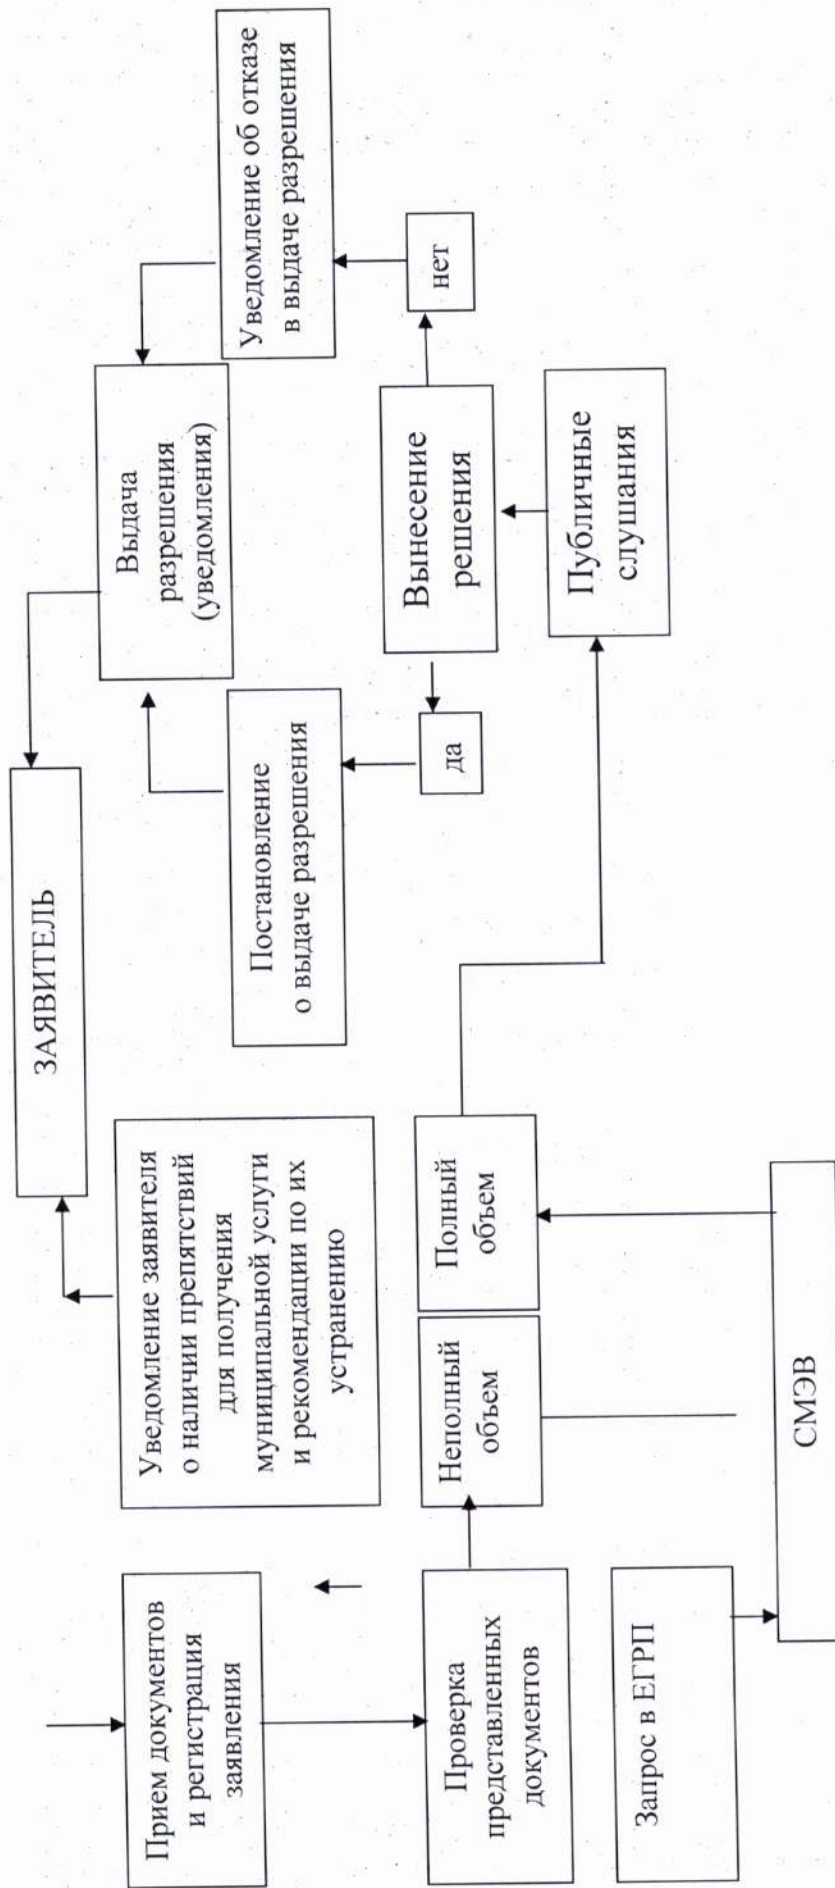 ЗАЯВИТЕЛЬ
Прием документов
и регистрация
заявления
Уведомление заявителя
о наличии препятствий
для получения
муниципальной услуги
и рекомендации по их
устранению
Постановление
о выдаче разрешения
Выдача
разрешения
(уведомления)
Уведомление об отказе
в выдаче разрешения
Проверка
представленных
документов
Неполный
объем
Полный
объем
да
Вынесение
решения
нет
Публичные
слушания
Запрос в ЕГРП
СМЭВ